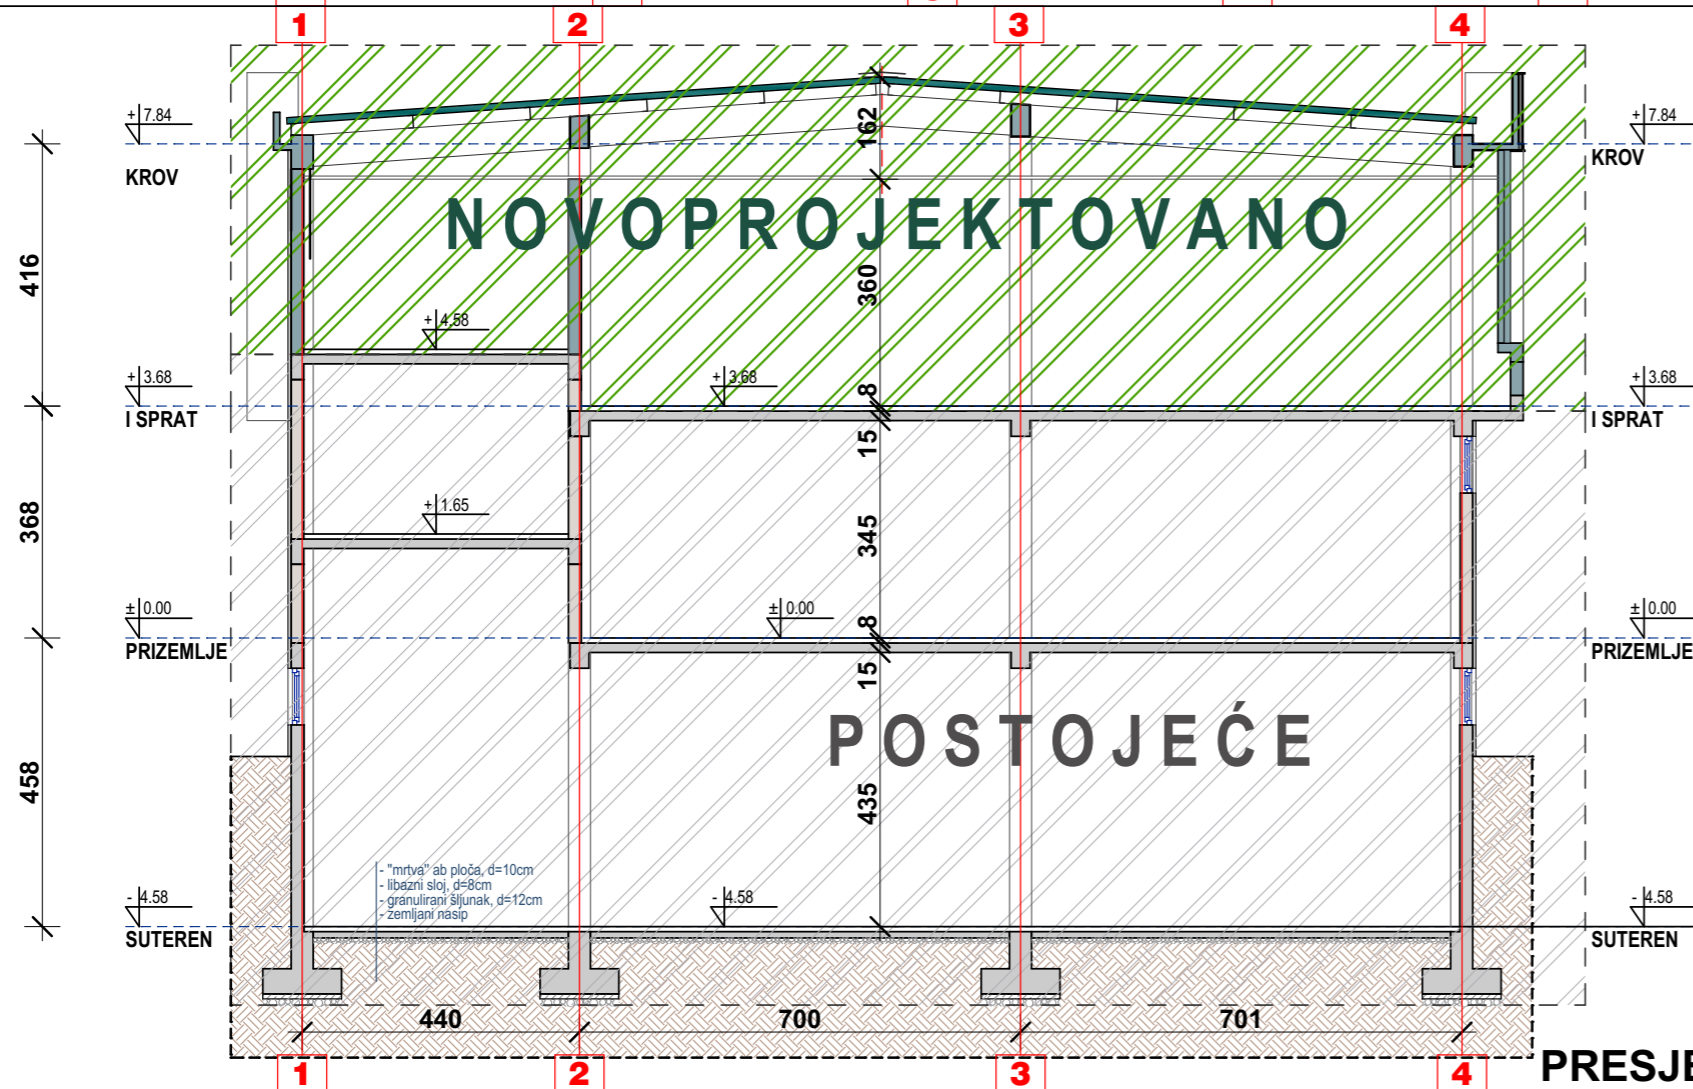 1 2 3 4
+ 7.84
KROV
+ 7.84
KROV
162
NOVOPROJEKTOVANO
416
360
+ 4.58
+ 3.68
I SPRAT
+ 3.68
+ 3.68
I SPRAT
8
15
368
+ 1.65
345
± 0.00
PRIZEMLJE
± 0.00
± 0.00
PRIZEMLJE
8
15
POSTOJEĆE
458
435
- "mrtva" ab ploča, d=10cm
- libazni sloj, d=8cm
- granulirani šljunak, d=12cm
- zemljani nasip
- 4.58
SUTEREN
- 4.58
- 4.58
SUTEREN
440 700 701
1 2 3 4
PRESJE